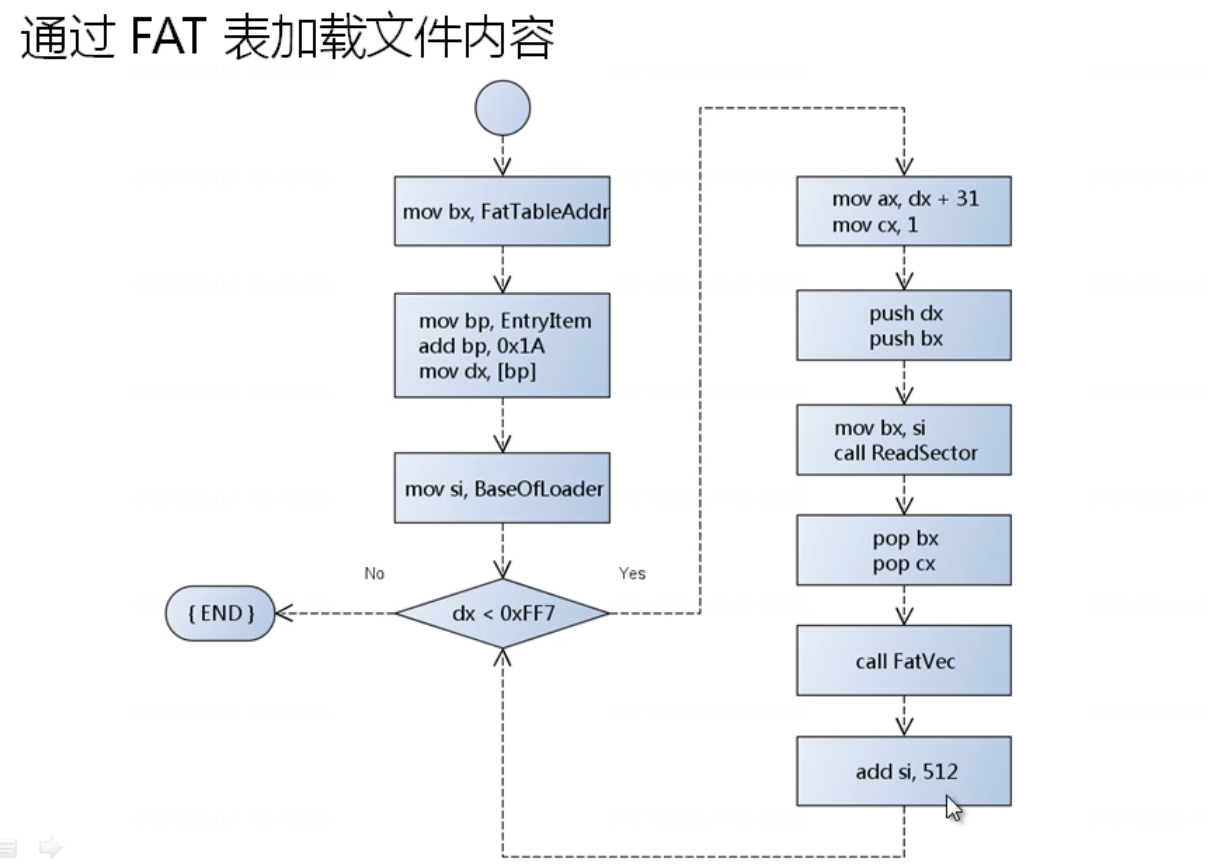 通过 FAT 表加载文件内容
mov bx, FatTableAddr
mov bp, EntryItem
add bp, 0x1A
mov dx, [bp]
mov si, BaseOfLoader
No
Yes
{ END }
dx < 0xFF7
mov ax, dx + 31
mov cx, 1
push dx
push bx
mov bx, si
call ReadSector
pop bx
pop cx
call FatVec
add si, 512